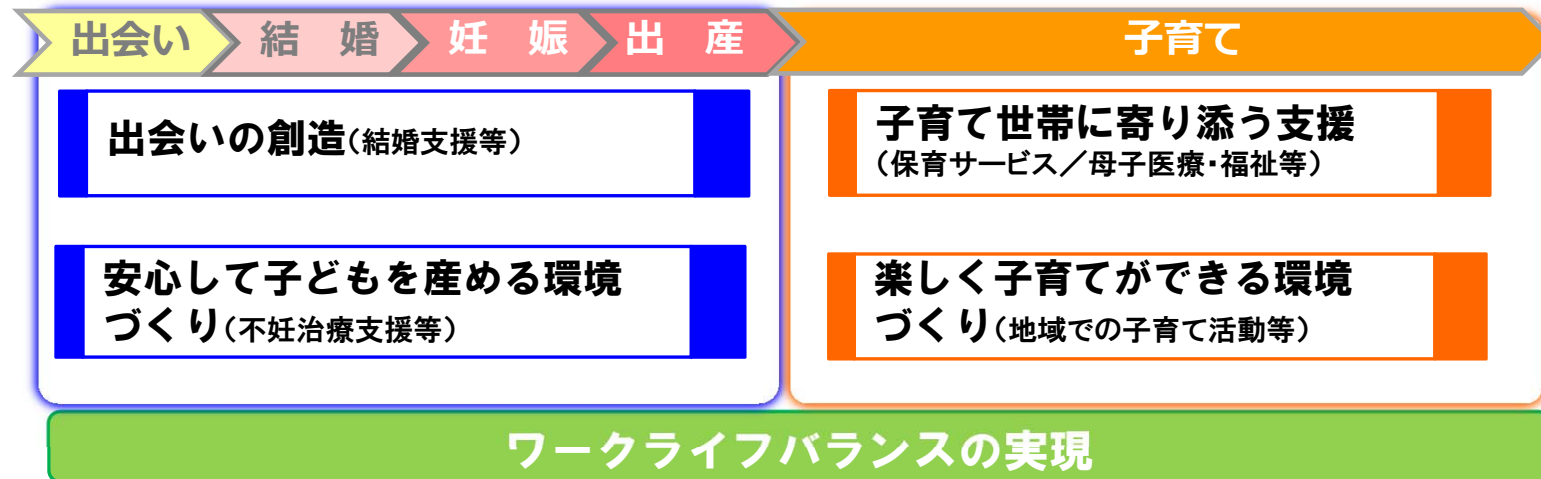 出会い
結 婚
妊 娠
出 産
子育て
出会いの創造(結婚支援等)
安心して子どもを産める環境
づくり(不妊治療支援等)
子育て世帯に寄り添う支援
(保育サービス/母子医療・福祉等)
楽しく子育てができる環境
づくり(地域での子育て活動等)
ワークライフバランスの実現